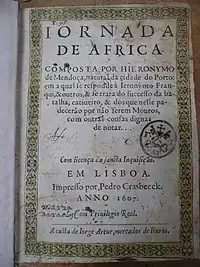 IORNADA
DE AFRICA
COMPOSTA POR HIERONYMO
de Mendoça, natural da cidade do Porto:
em a qual se responde à Ieronymo Fran-
qui, & outros, & se trata do successo da ba-
talha, catiueiro, & dos que nelle pa-
decerão por não serem Mouros,
com outras cousas dignas
de notar.
Com licença da sancta Inquisição.
EM LISBOA.
Impresso por Pedro Crasbeeck.
ANNO 1607.
Com Priuilegio Real.
A custa de Iorge Artur, mercador de liuros.